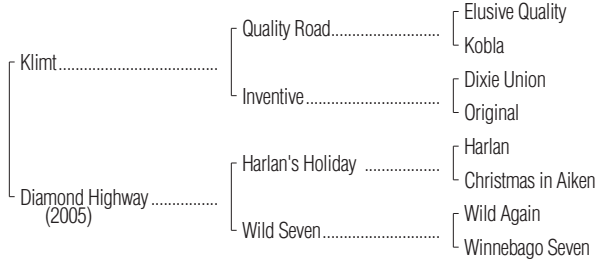 Elusive Quality
Quality Road..............................
Kobla
Klimt.....................................
Dixie Union
Inventive.....................................
Original
Harlan
Harlan's Holiday ..................
Christmas in Aiken
Diamond Highway................
(2005)
Wild Again
Wild Seven...........................
Winnebago Seven